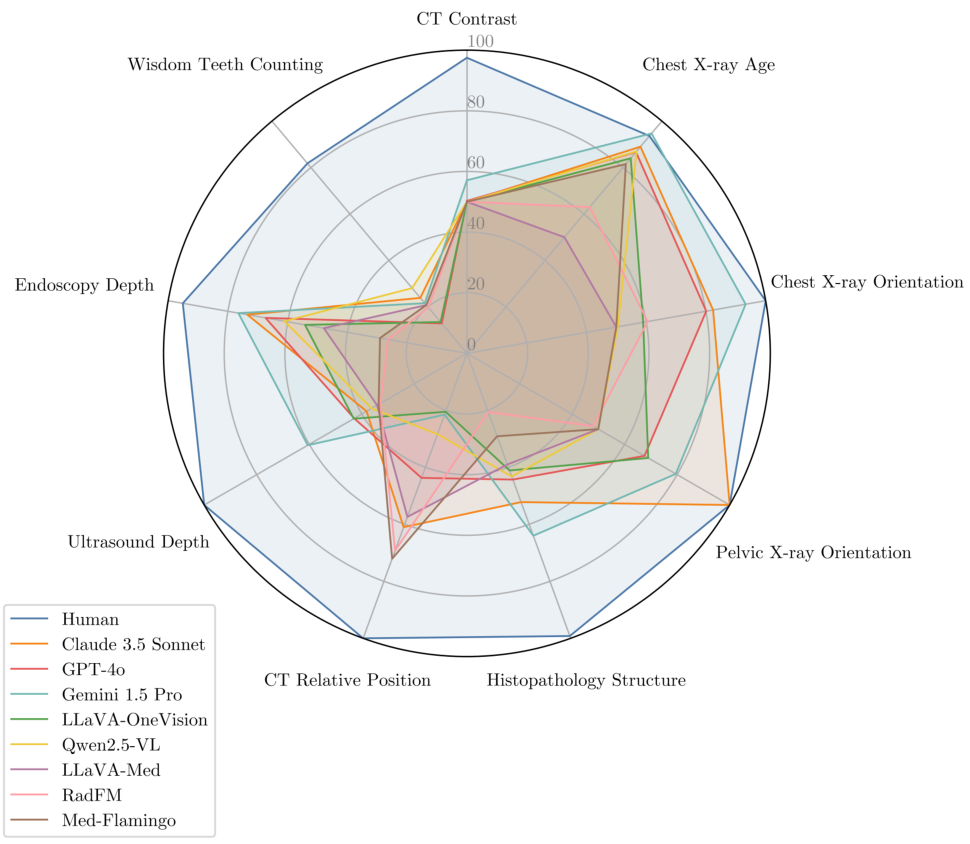 CT Contrast
100
Wisdom Teeth Counting
Chest X-ray Age
80
60
40
Endoscopy Depth
Chest X-ray Orientation
20
0
Ultrasound Depth
Pelvic X-ray Orientation
CT Relative Position
Histopathology Structure
Human
Claude 3.5 Sonnet
GPT-4o
Gemini 1.5 Pro
LLaVA-OneVision
Qwen2.5-VL
LLaVA-Med
RadFM
Med-Flamingo